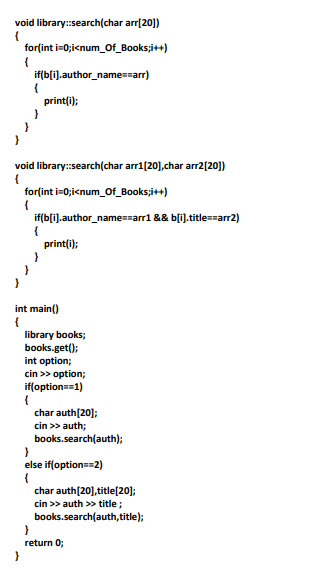 void library::search(char arr[20])
{
for(int i=0;i<num_Of_Books;i++)
{
if(b[i].author_name==arr)
{
print(i);
}
}
}
void library::search(char arr1[20],char arr2[20])
{
for(int i=0;i<num_Of_Books;i++)
{
if(b[i].author_name==arr1 && b[i].title==arr2)
{
print(i);
}
}
}
int main()
{
library books;
books.get();
int option;
cin >> option;
if(option==1)
{
char auth[20];
cin >> auth;
books.search(auth);
}
else if(option==2)
{
char auth[20],title[20];
cin >> auth >> title ;
books.search(auth,title);
}
return 0;
}